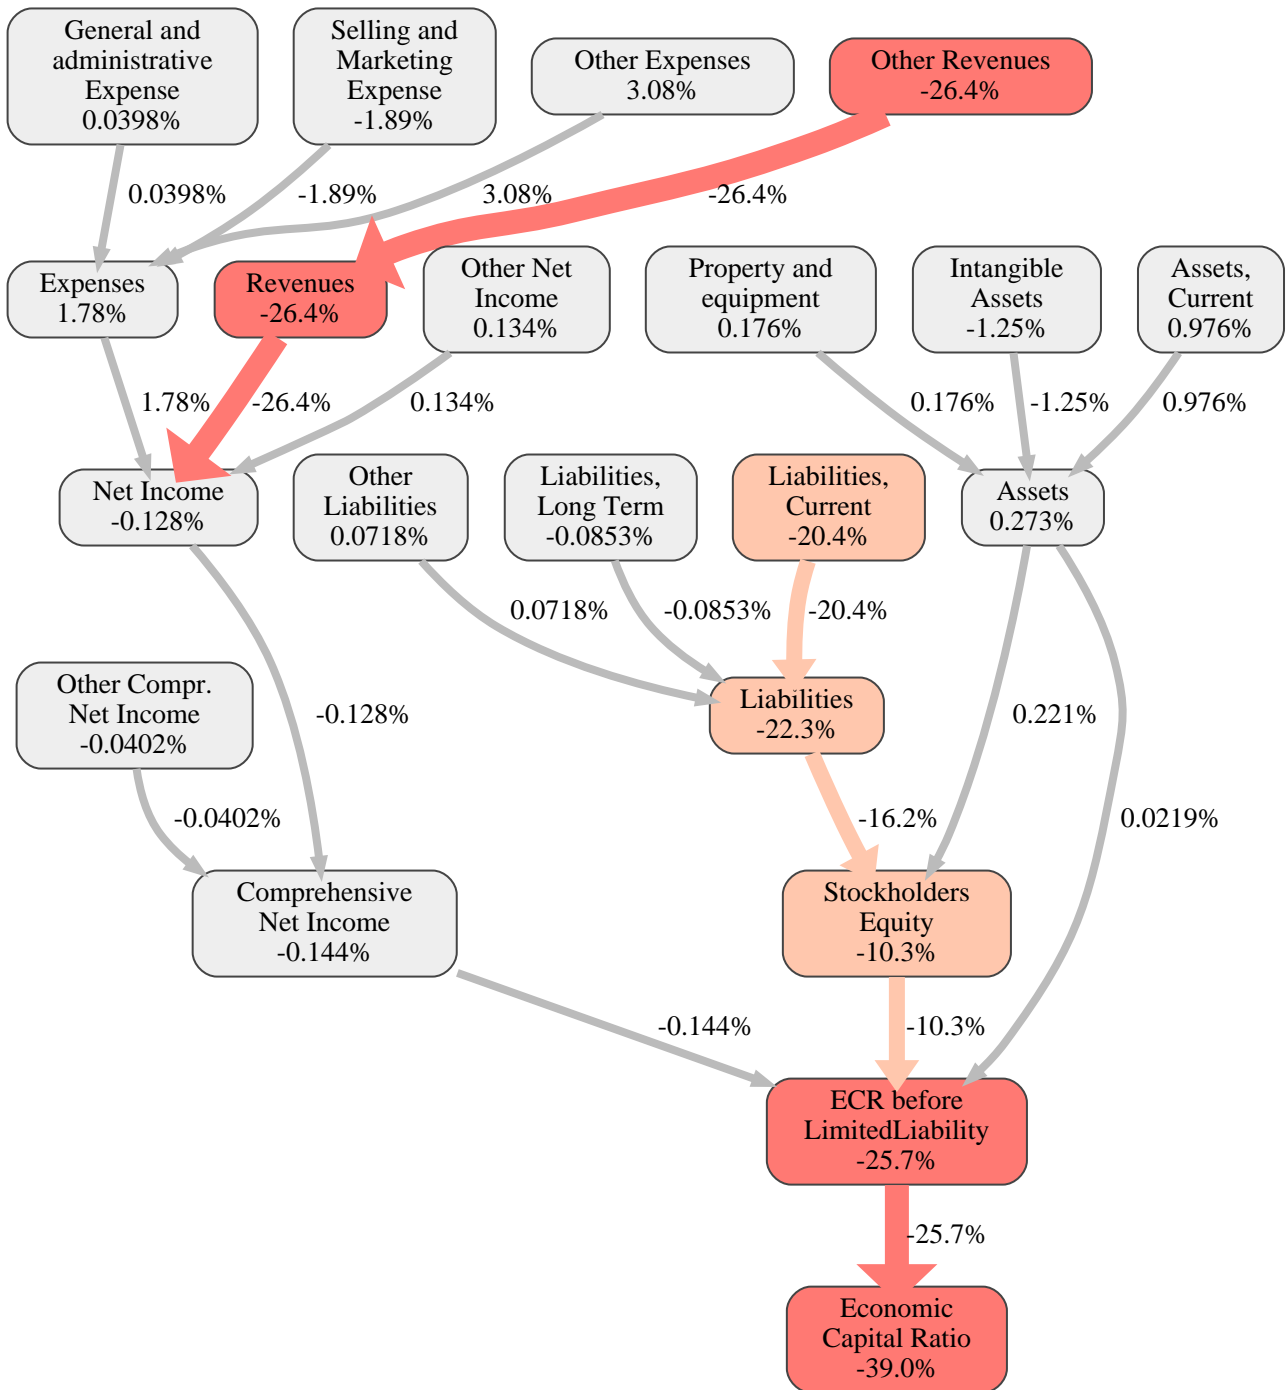 General and
administrative
Expense
0.0398%
Selling and
Marketing
Expense
-1.89%
Other Expenses
3.08%
Other Revenues
-26.4%
0.0398%
-1.89%
3.08%
-26.4%
Expenses
1.78%
Revenues
-26.4%
Other Net
Income
0.134%
Property and
equipment
0.176%
Intangible
Assets
-1.25%
Assets,
Current
0.976%
1.78%
-26.4%
0.134%
0.176%
-1.25%
0.976%
Net Income
-0.128%
Other
Liabilities
0.0718%
Liabilities,
Long Term
-0.0853%
Liabilities,
Current
-20.4%
Assets
0.273%
0.0718%
-0.0853%
-20.4%
Other Compr.
Net Income
-0.0402%
-0.128%
Liabilities
-22.3%
0.221%
-0.0402%
-16.2%
0.0219%
Comprehensive
Net Income
-0.144%
Stockholders
Equity
-10.3%
-0.144%
-10.3%
ECR before
LimitedLiability
-25.7%
-25.7%
Economic
Capital Ratio
-39.0%